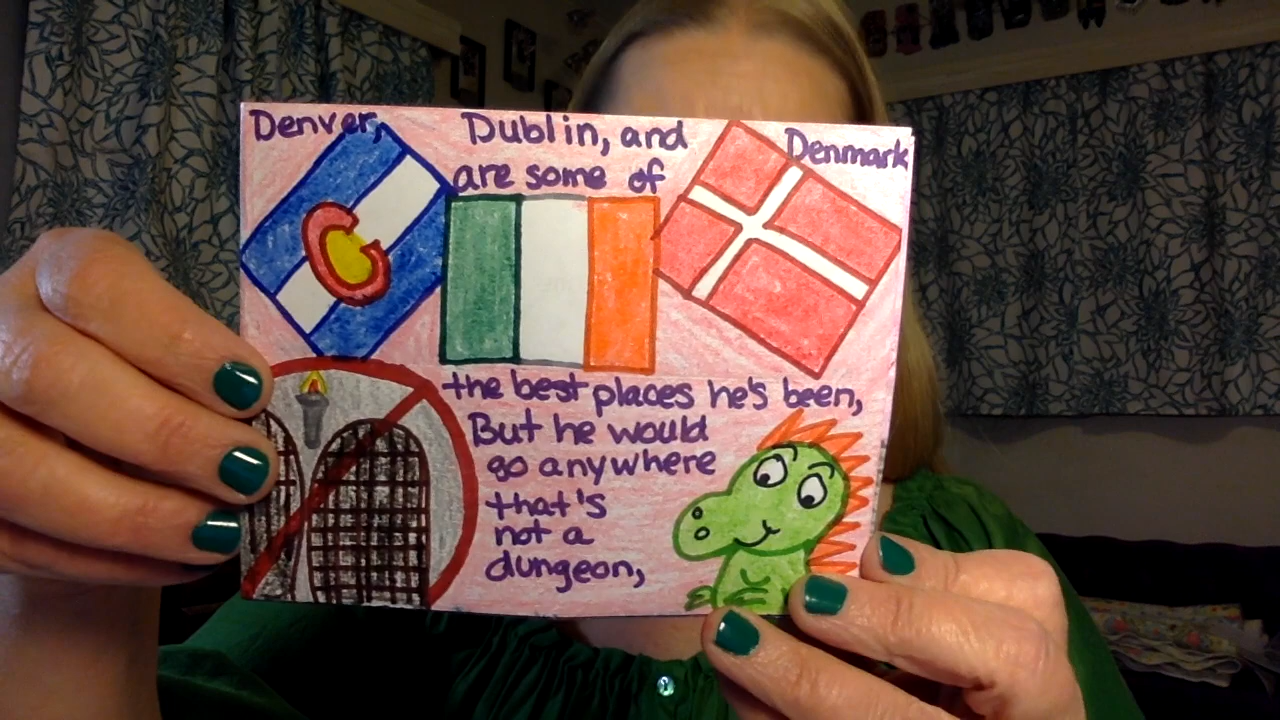 Denver, Dublin, and Denmark
are some of
the best places he's been,
But he would
go anywhere
that's
not a
dungeon,